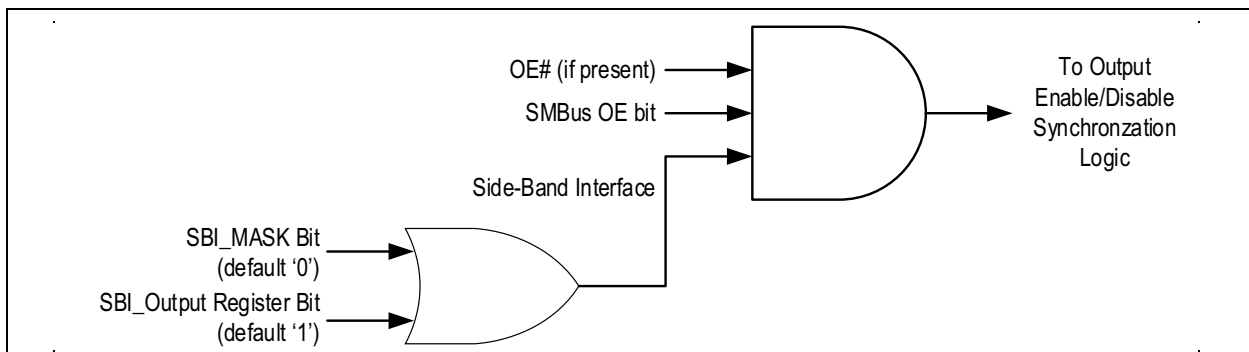 OE# (if present)
SMBus OE bit
Side-Band Interface
SBI_MASK Bit
(default ‘0’)
SBI_Output Register Bit
(default ‘1’)
To Output
Enable/Disable
Synchronzation
Logic